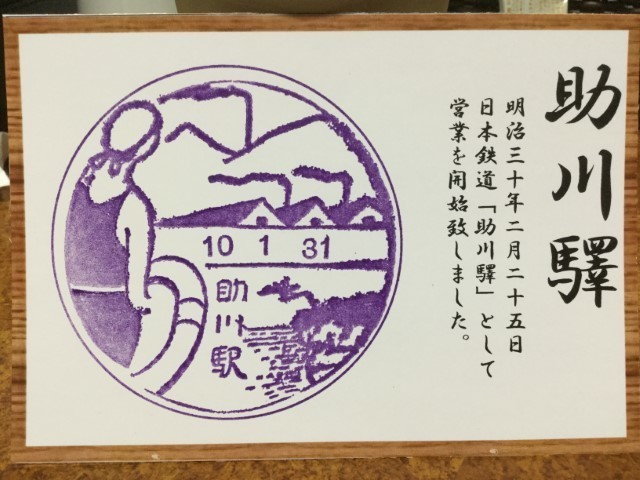 助川驛
明治三十年二月二十五日
日本鉄道「助川驛」として
営業を開始致しました。
10 1 31
助川駅